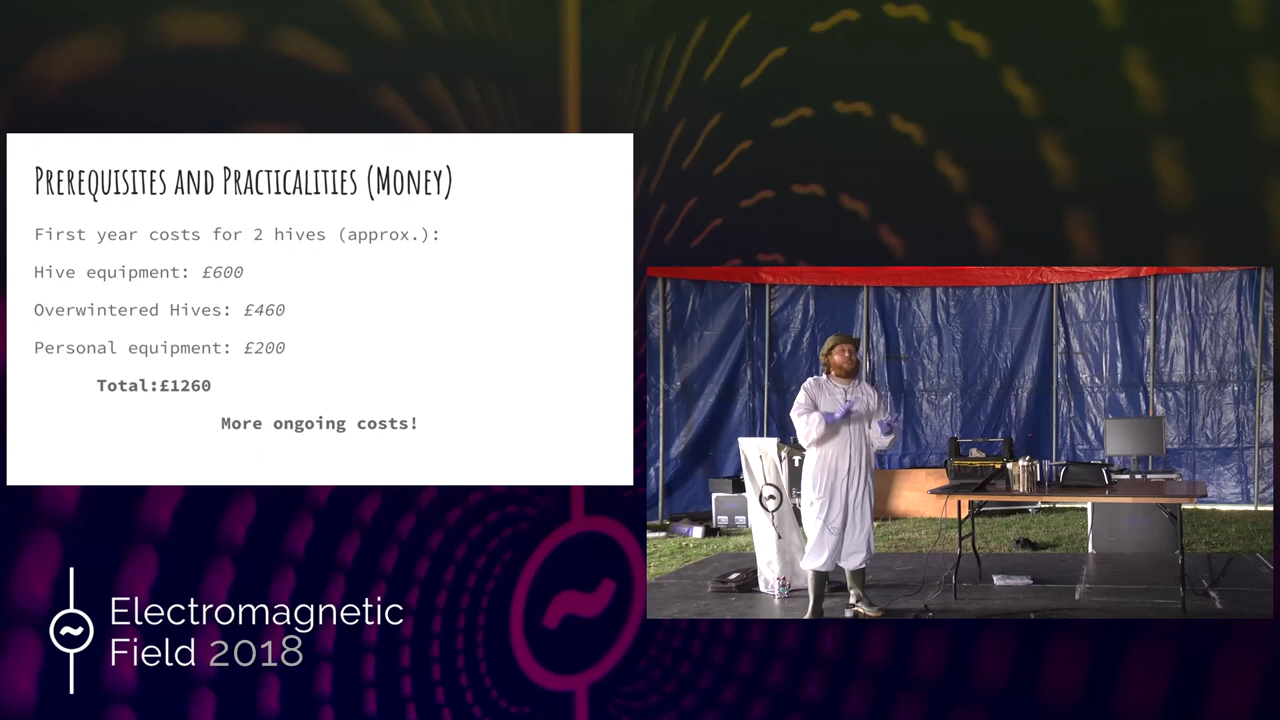 Prerequisites and Practicalities (Money)
First year costs for 2 hives (approx.):
Hive equipment: £600
Overwintered Hives: £460
Personal equipment: £200
Total:£1260
More ongoing costs!
Electromagnetic
Field 2018